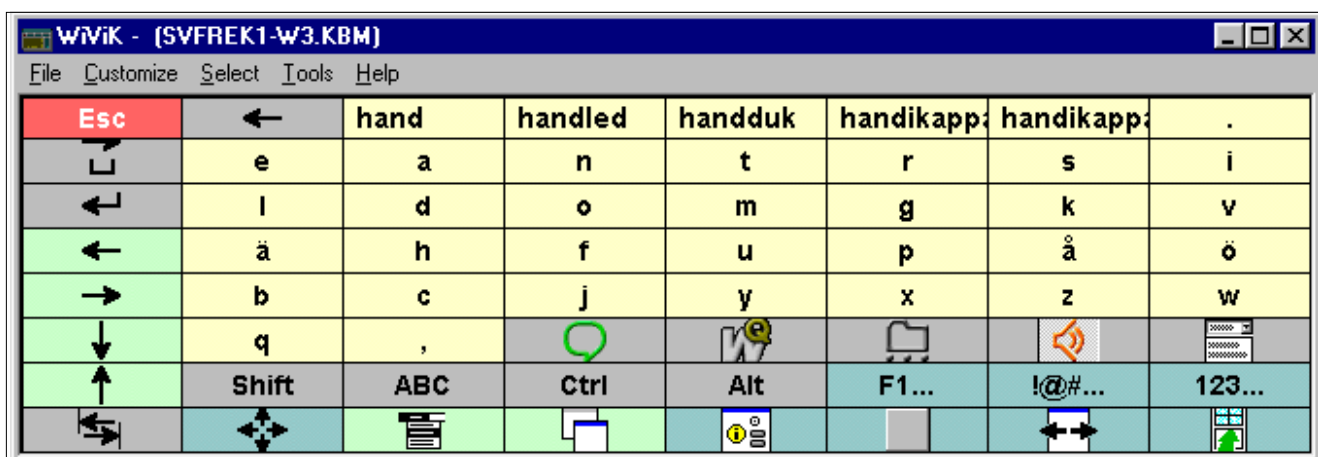 WiViK - (SVFREK1-W3.KBM)
File Customize Select Tools Help
Esc hand handled handduk handikappa handikappa .
e a n t r s i
l d o m g k v
ä h f u p å ö
b c j y x z w
q ,
Shift ABC Ctrl Alt F1... !@#... 123...